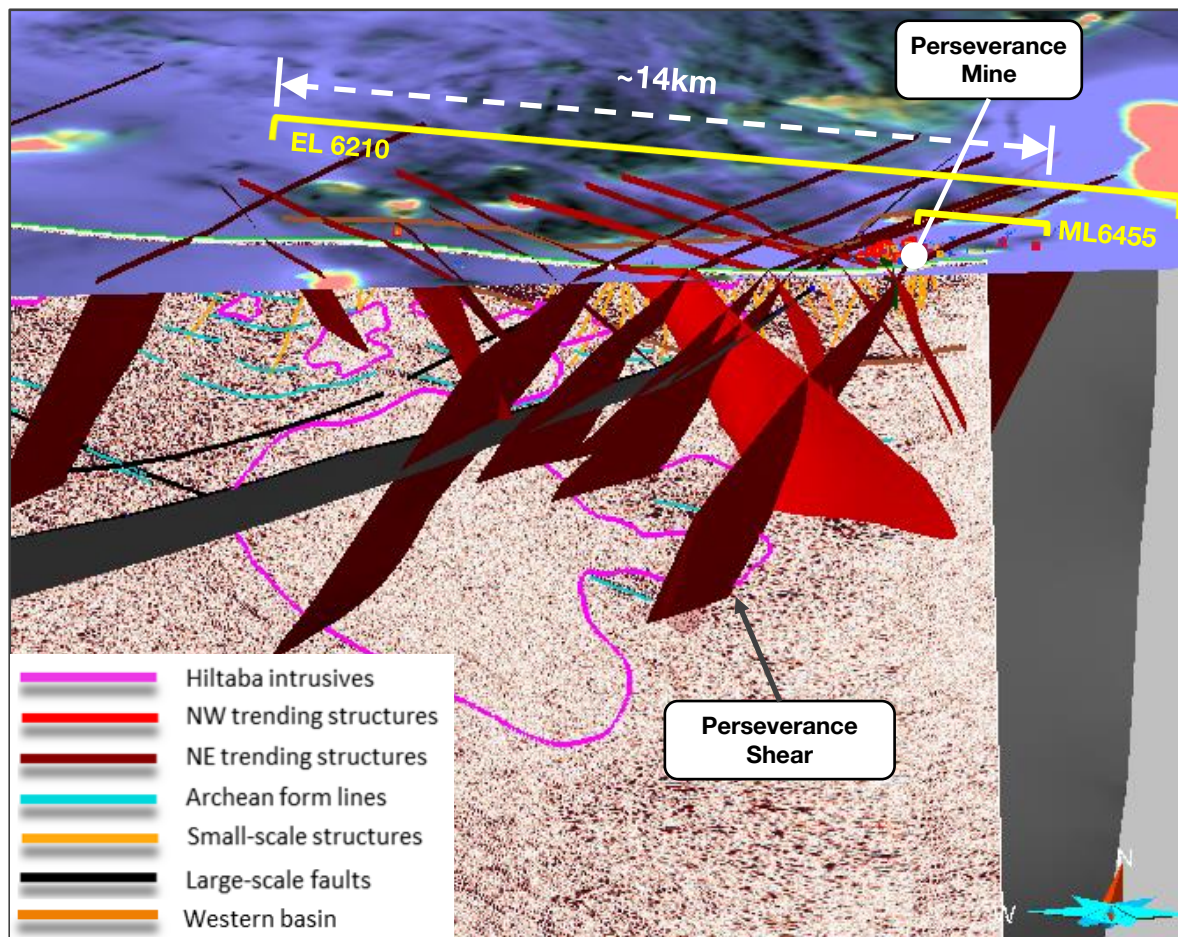 Perseverance
Mine
~14km
EL 6210
ML6455
Perseverance
Shear
Hiltaba intrusives
NW trending structures
NE trending structures
Archean form lines
Small-scale structures
Large-scale faults
Western basin
N